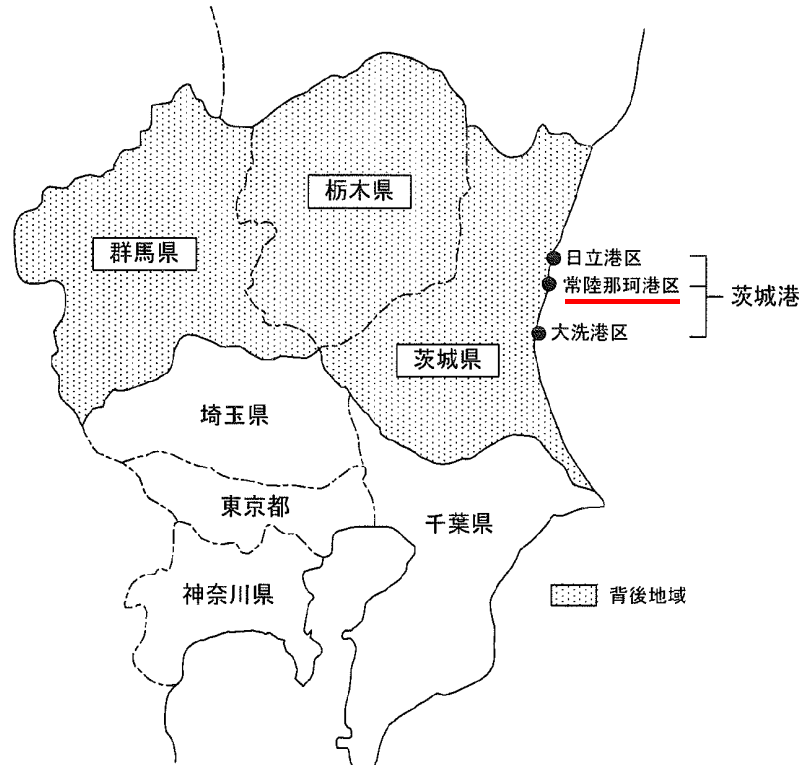 栃木県
群馬県
日立港区
常陸那珂港区
茨城港
大洗港区
茨城県
埼玉県
東京都
千葉県
神奈川県
背後地域